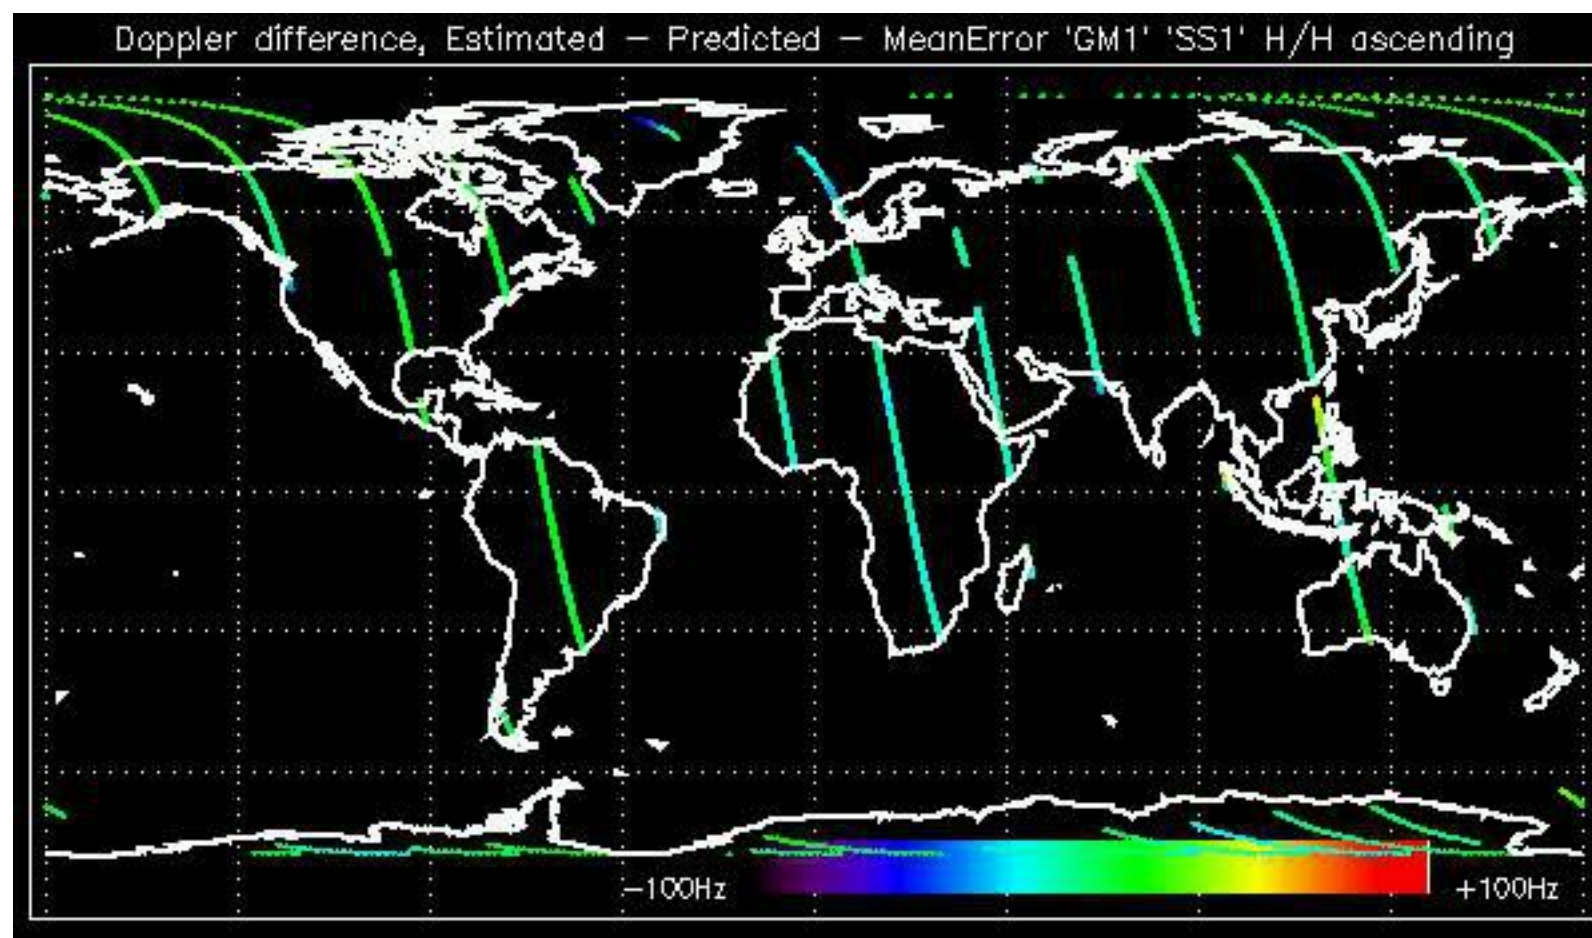 Doppler difference, Estimated − Predicted − MeanError 'GM1' 'SS1' H/H ascending
−100Hz
+100Hz